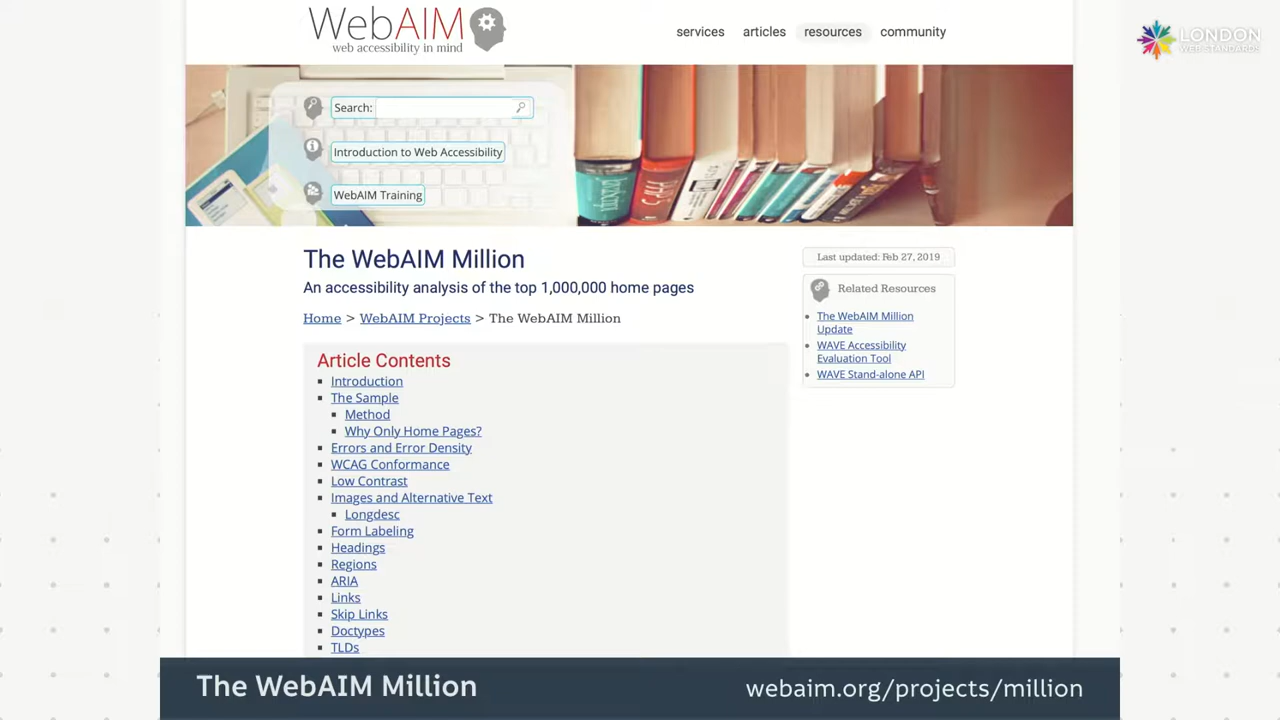 WebAIM
web accessibility in mind
services articles resources community
LONDON
WEB STANDARDS
Search:
Introduction to Web Accessibility
WebAIM Training
The WebAIM Million
An accessibility analysis of the top 1,000,000 home pages
Home > WebAIM Projects > The WebAIM Million
Last updated: Feb 27, 2019
Related Resources
The WebAIM Million
Update
WAVE Accessibility
Evaluation Tool
WAVE Stand-alone API
Article Contents
Introduction
The Sample
Method
Why Only Home Pages?
Errors and Error Density
WCAG Conformance
Low Contrast
Images and Alternative Text
Longdesc
Form Labeling
Headings
Regions
ARIA
Links
Skip Links
Doctypes
TLDs
The WebAIM Million
webaim.org/projects/million